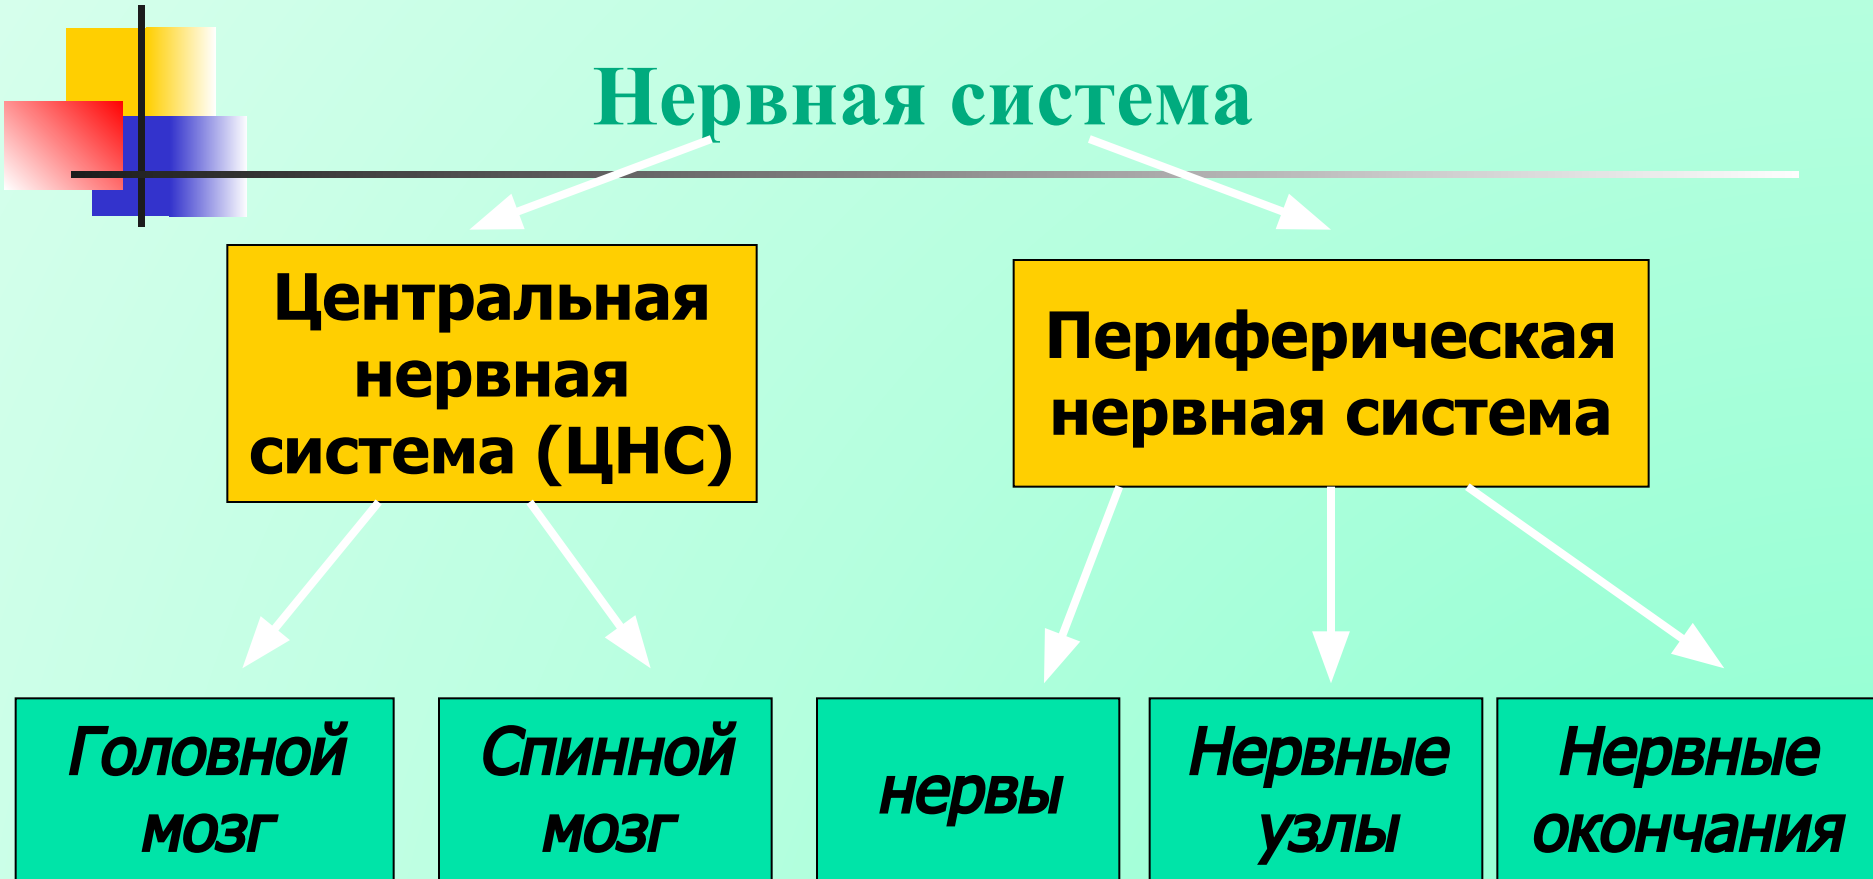 Нервная система
Центральная
нервная
система (ЦНС)
Периферическая
нервная система
Головной
мозг
Спинной
мозг
нервы
Нервные
узлы
Нервные
окончания